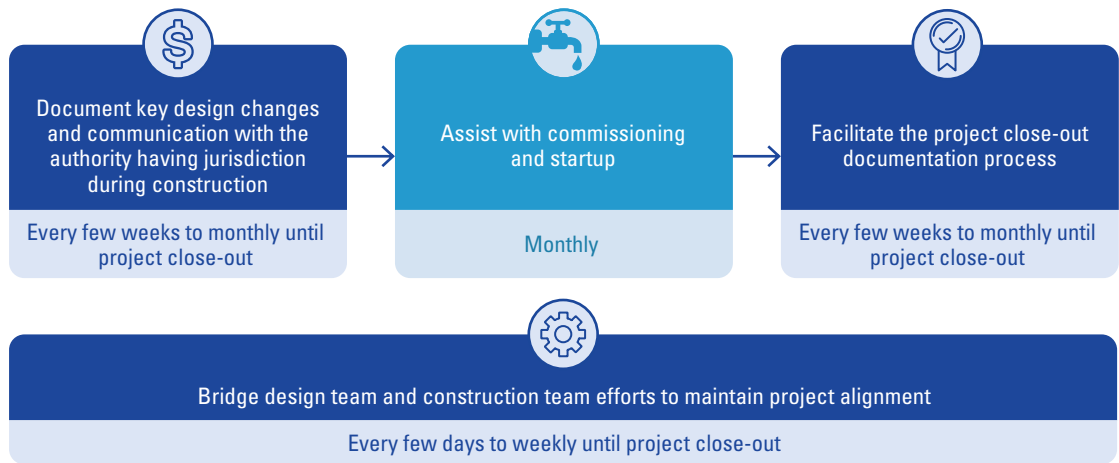 Document key design changes
and communication with the
authority having jurisdiction
during construction
Every few weeks to monthly until
project close-out
Assist with commissioning
and startup
Monthly
Facilitate the project close-out
documentation process
Every few weeks to monthly until
project close-out
Bridge design team and construction team efforts to maintain project alignment
Every few days to weekly until project close-out